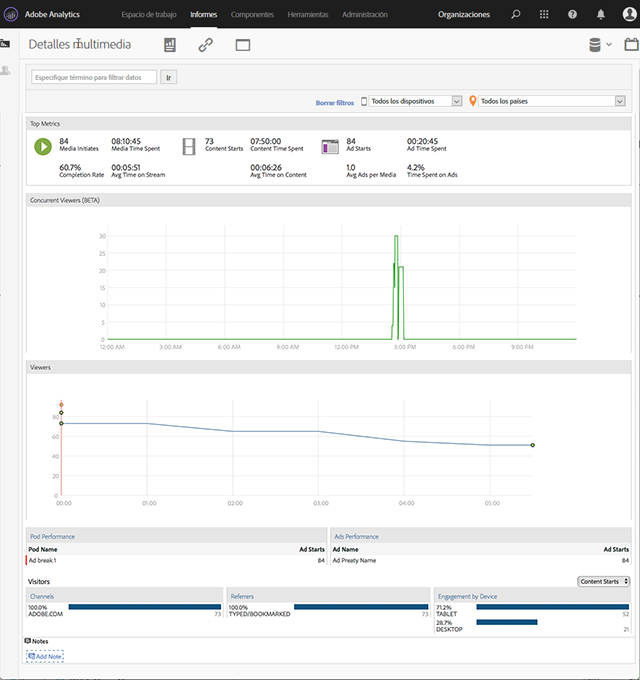 Adobe Analytics Espacio de trabajo Informes Componentes Herramientas Administración Organizaciones
Detalles multimedia
Especifique término para filtrar datos Ir
Borrar filtros Todos los dispositivos Todos los países
Top Metrics
84 08:10:45 73 07:50:00 84 00:20:45
Media Initiates Media Time Spent Content Starts Content Time Spent Ad Starts Ad Time Spent
60.7% 00:05:51 00:06:26 1.0 4.2%
Completion Rate Avg Time on Stream Avg Time on Content Avg Ads per Media Time Spent on Ads
Concurrent Viewers (BETA)
30
25
20
15
10
5
0
12:00 AM 3:00 AM 6:00 AM 9:00 AM 12:00 PM 3:00 PM 6:00 PM 9:00 PM
Viewers
80
60
40
20
0
00:00 01:00 02:00 03:00 04:00 05:00
Pod Performance Ads Performance
Pod Name Ad Starts Ad Name Ad Starts
Ad break 1 84 Ad Preety Name 84
Visitors Content Starts
Channels Referrers Engagement by Device
100.0% 100.0% 71.2%
ADOBE.COM 73 TYPED/BOOKMARKED 73 TABLET 52
28.7%
DESKTOP 21
Notes
Add Note